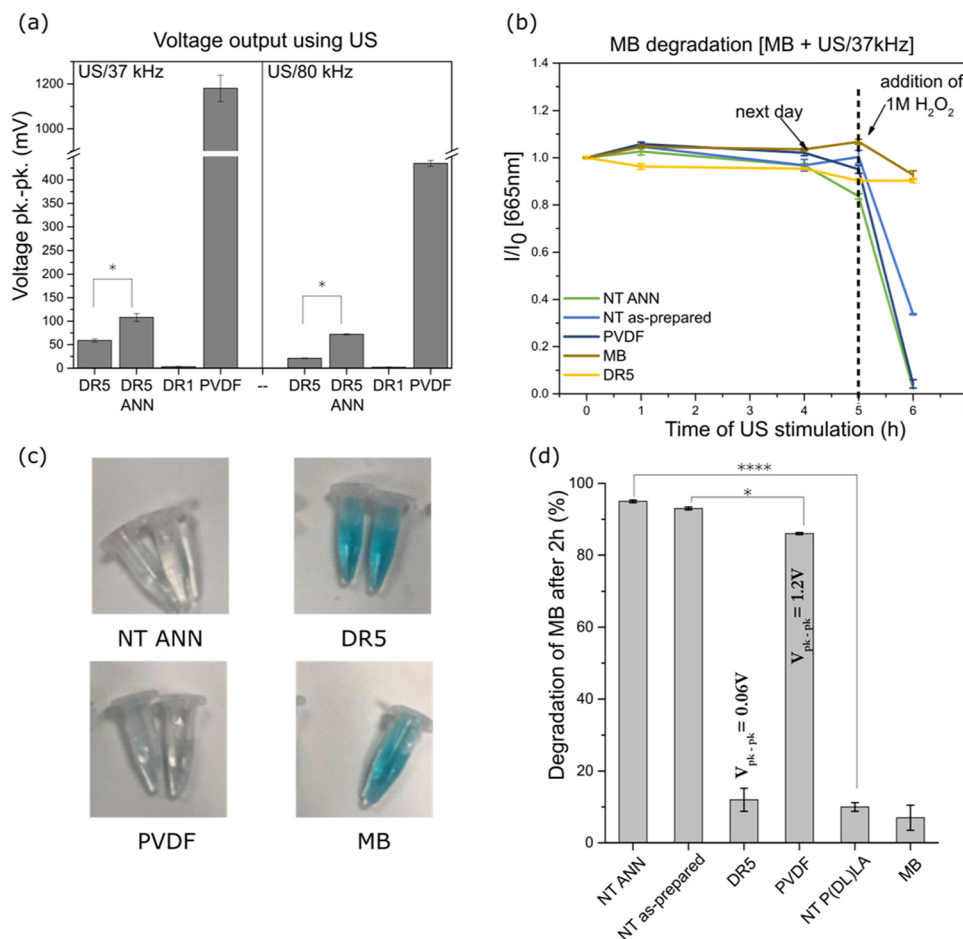 (a)
Voltage output using US
US/37 kHz
US/80 kHz
Voltage pk.-pk. (mV)
1200
1000
450
400
350
300
250
200
150
100
50
0
*
*
DR5 DR5 DR1 PVDF -- DR5 DR5 DR1 PVDF
ANN ANN
(b)
MB degradation [MB + US/37kHz]
I/I₀ [665nm]
1.4
1.2
1.0
0.8
0.6
0.4
0.2
0.0
next day
addition of
1M H₂O₂
NT ANN
NT as-prepared
PVDF
MB
DR5
0 1 2 3 4 5 6
Time of US stimulation (h)
(c)
NT ANN
DR5
PVDF
MB
(d)
Degradation of MB after 2h (%)
100
80
60
40
20
0
****
*
V pk - pk = 0.06V
V pk - pk = 1.2V
NT ANN
NT as-prepared
DR5
PVDF
NT P(DL)LA
MB